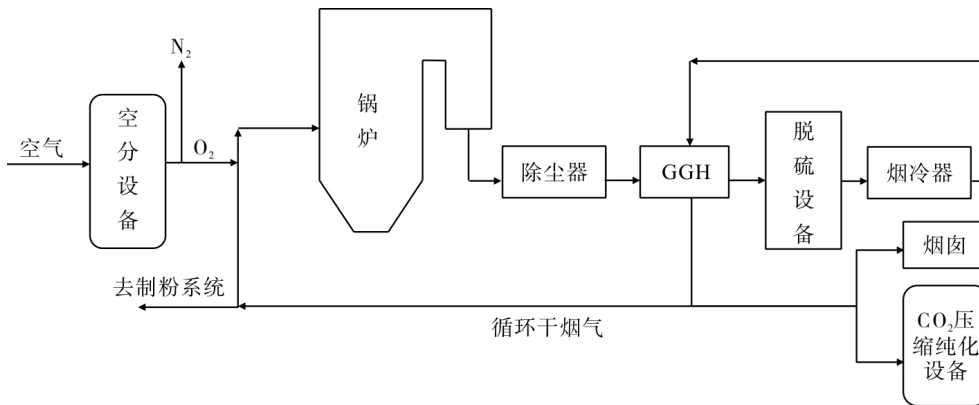 N₂
空气
空
分
设
备
O₂
锅
炉
除尘器
GGH
脱
硫
设
备
烟冷器
烟囱
去制粉系统
循环干烟气
CO₂压
缩纯化
设备